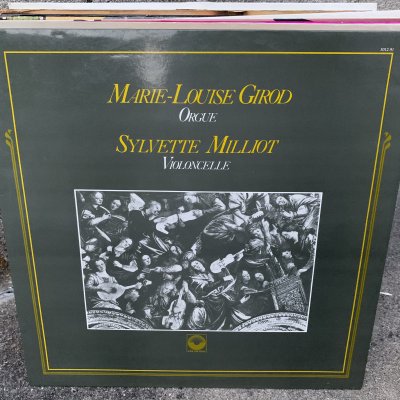 MARIE-LOUISE GIROD
ORGUE
SYLVETTE MILLIOT
VIOLONCELLE